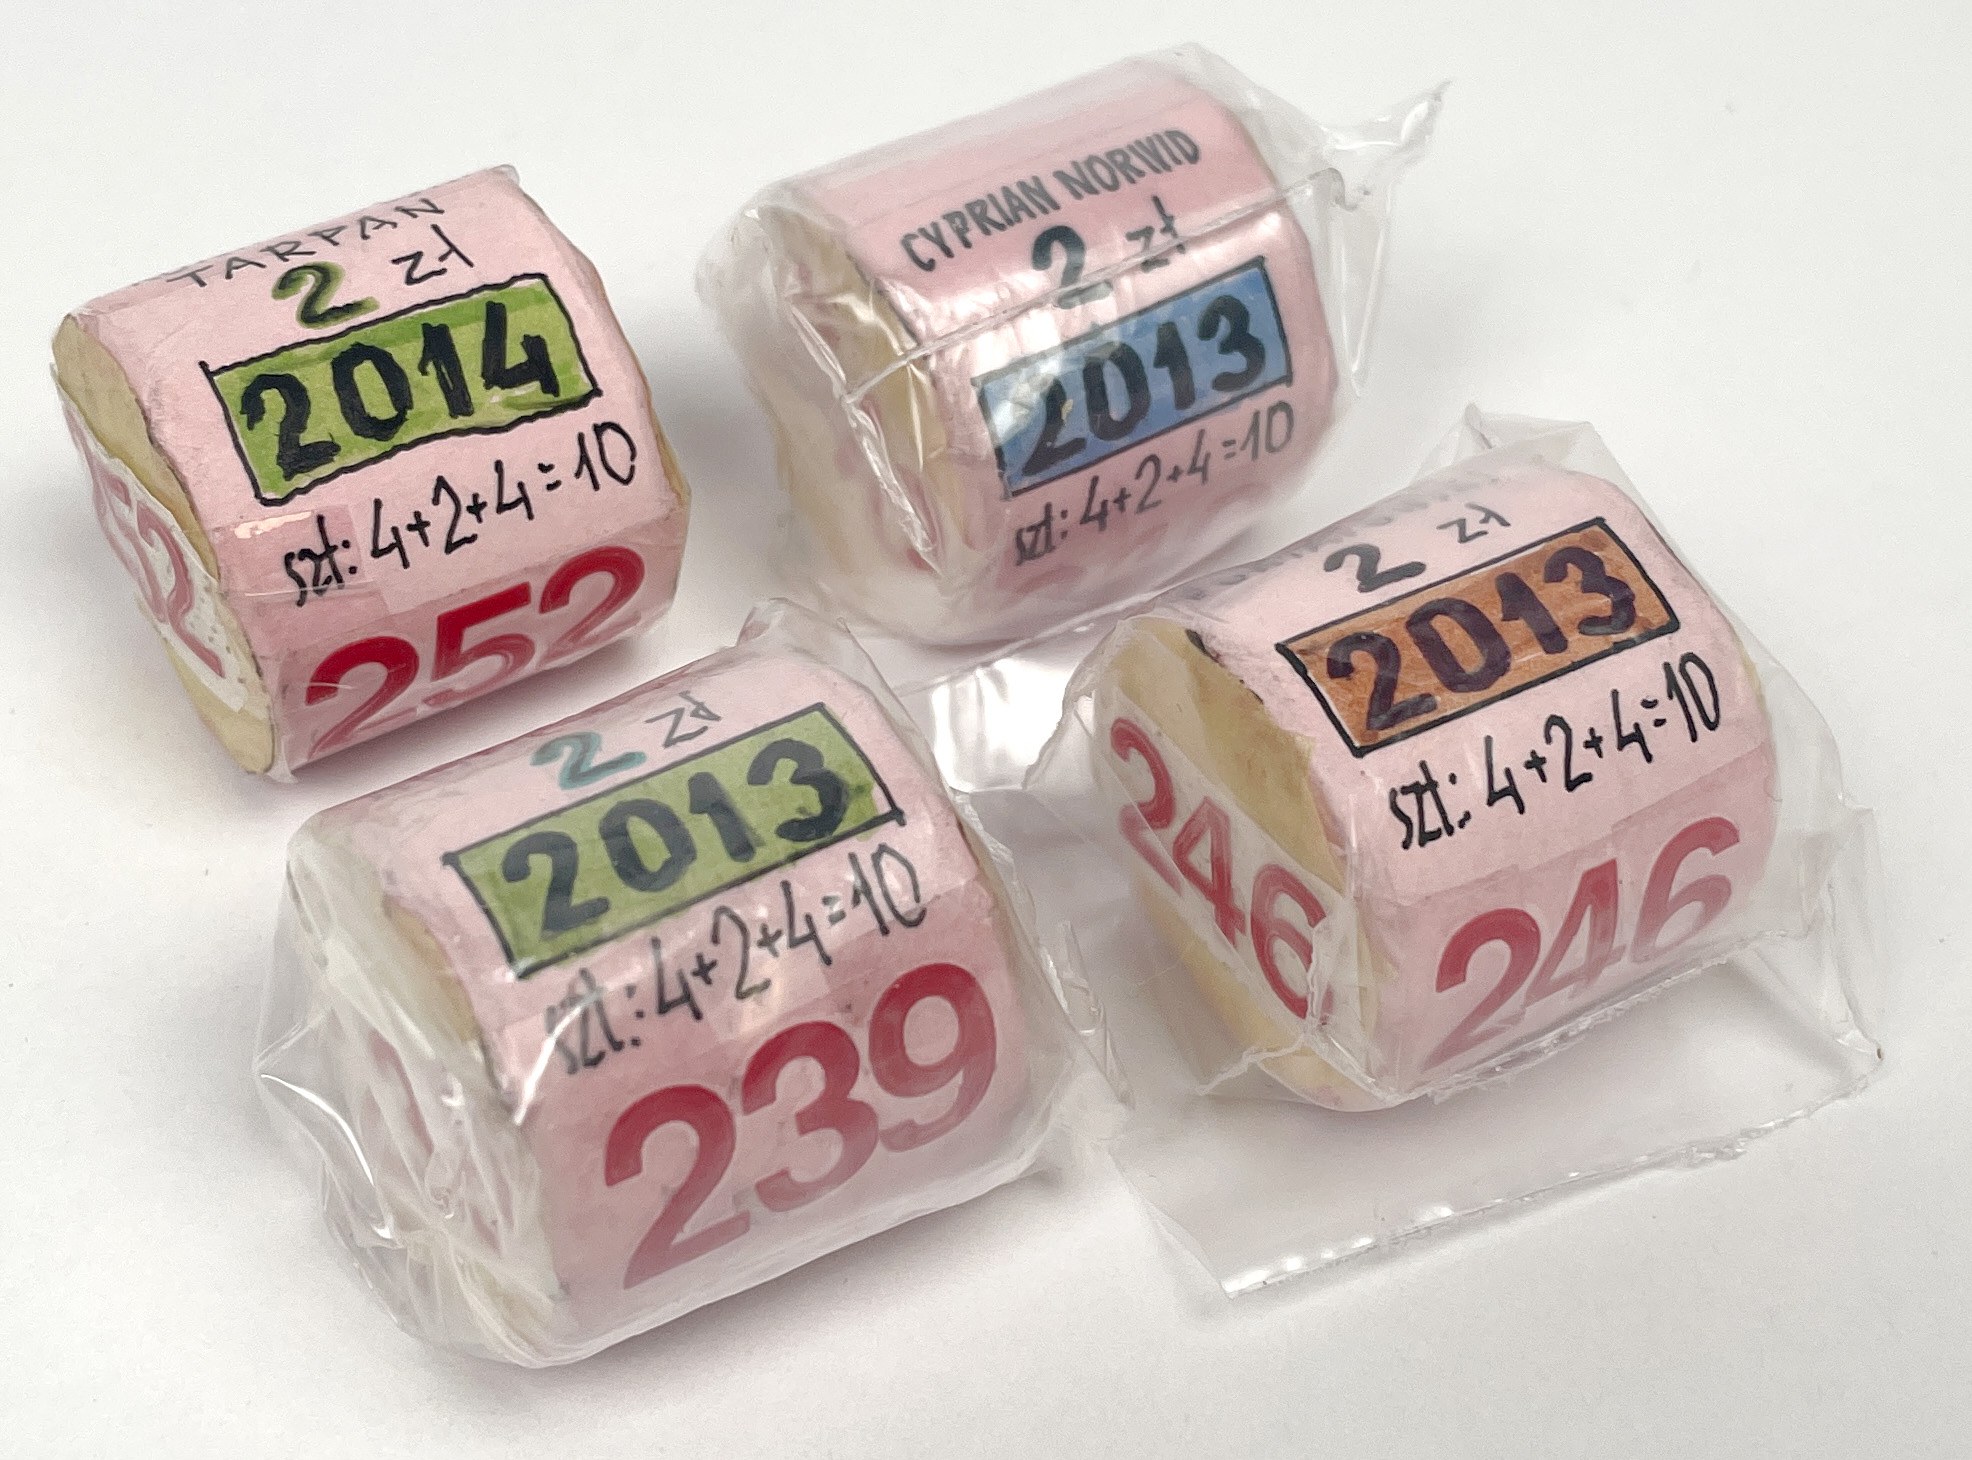 TARPAN
2 zł
2014
szt: 4+2+4=10
252
52
CYPRIAN NORWID
2 zł
2013
szt: 4+2+4=10
2 zł
2013
szt: 4+2+4=10
239
2 zł
2013
szt: 4+2+4=10
246
246